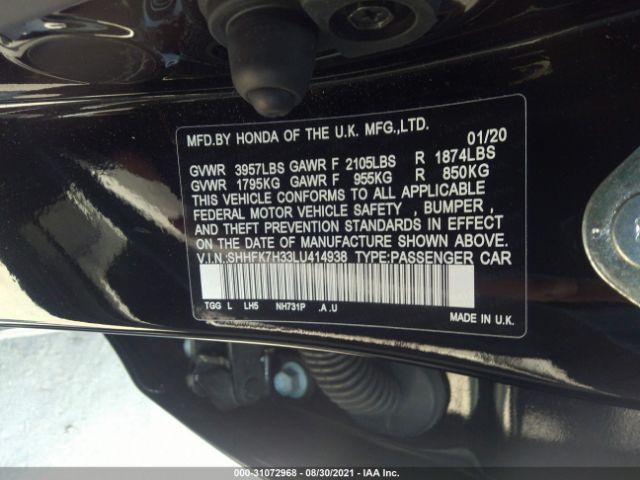 MFD.BY HONDA OF THE U.K. MFG.,LTD. 01/20
GVWR 3957LBS GAWR F 2105LBS R 1874LBS
GVWR 1795KG GAWR F 955KG R 850KG
THIS VEHICLE CONFORMS TO ALL APPLICABLE
FEDERAL MOTOR VEHICLE SAFETY , BUMPER ,
AND THEFT PREVENTION STANDARDS IN EFFECT
ON THE DATE OF MANUFACTURE SHOWN ABOVE.
V.I.N.:SHHFK7H33LU414938 TYPE:PASSENGER CAR
TGG L LH5 NH731P .A.U
MADE IN U.K.
000-31072968 - 08/30/2021 - IAA Inc.